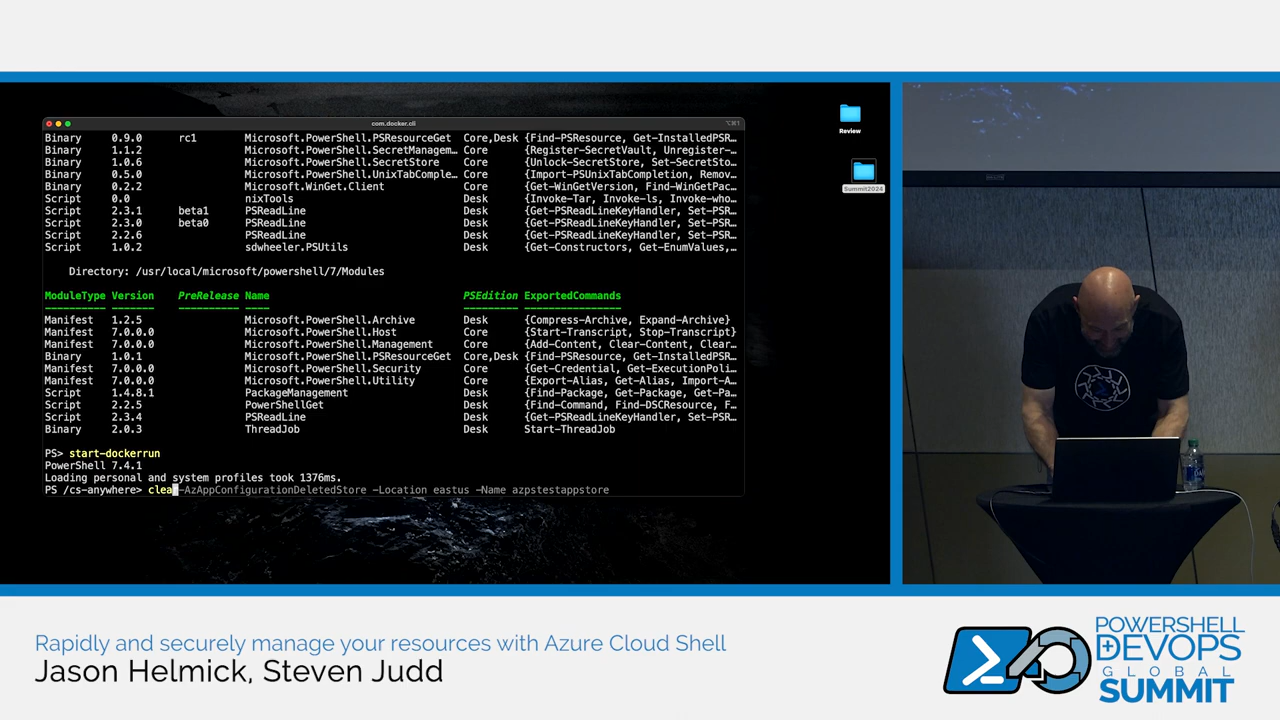 com.docker.cli
⌥⌘1
Binary 0.9.0 rc1 Microsoft.PowerShell.PSResourceGet Core,Desk {Find-PSResource, Get-InstalledPSR…
Binary 1.1.2 Microsoft.PowerShell.SecretManagem… Core {Register-SecretVault, Unregister-…
Binary 1.0.6 Microsoft.PowerShell.SecretStore Core {Unlock-SecretStore, Set-SecretSto…
Binary 0.5.0 Microsoft.PowerShell.UnixTabComple… Core {Import-PSUnixTabCompletion, Remov…
Binary 0.2.2 Microsoft.WinGet.Client Core {Get-WinGetVersion, Find-WinGetPac…
Script 0.0 nixTools Desk {Invoke-Tar, Invoke-ls, Invoke-who…
Script 2.3.1 beta1 PSReadLine Desk {Get-PSReadLineKeyHandler, Set-PSR…
Script 2.3.0 beta0 PSReadLine Desk {Get-PSReadLineKeyHandler, Set-PSR…
Script 2.2.6 PSReadLine Desk {Get-PSReadLineKeyHandler, Set-PSR…
Script 1.0.2 sdwheeler.PSUtils Desk {Get-Constructors, Get-EnumValues,…
Directory: /usr/local/microsoft/powershell/7/Modules
ModuleType Version PreRelease Name PSEdition ExportedCommands
Manifest 1.2.5 Microsoft.PowerShell.Archive Desk {Compress-Archive, Expand-Archive}
Manifest 7.0.0.0 Microsoft.PowerShell.Host Core {Start-Transcript, Stop-Transcript}
Manifest 7.0.0.0 Microsoft.PowerShell.Management Core {Add-Content, Clear-Content, Clear…
Binary 1.0.1 Microsoft.PowerShell.PSResourceGet Core,Desk {Find-PSResource, Get-InstalledPSR…
Manifest 7.0.0.0 Microsoft.PowerShell.Security Core {Get-Credential, Get-ExecutionPoli…
Manifest 7.0.0.0 Microsoft.PowerShell.Utility Core {Export-Alias, Get-Alias, Import-A…
Script 1.4.8.1 PackageManagement Desk {Find-Package, Get-Package, Get-Pa…
Script 2.2.5 PowerShellGet Desk {Find-Command, Find-DSCResource, F…
Script 2.3.4 PSReadLine Desk {Get-PSReadLineKeyHandler, Set-PSR…
Binary 2.0.3 ThreadJob Desk Start-ThreadJob
PS> start-dockerrun
PowerShell 7.4.1
Loading personal and system profiles took 1376ms.
PS /cs-anywhere> clea -AzAppConfigurationDeletedStore -Location eastus -Name azpstestappstore
Review
Summit2024
Rapidly and securely manage your resources with Azure Cloud Shell
Jason Helmick, Steven Judd
POWERSHELL
DEVOPS
GLOBAL
SUMMIT